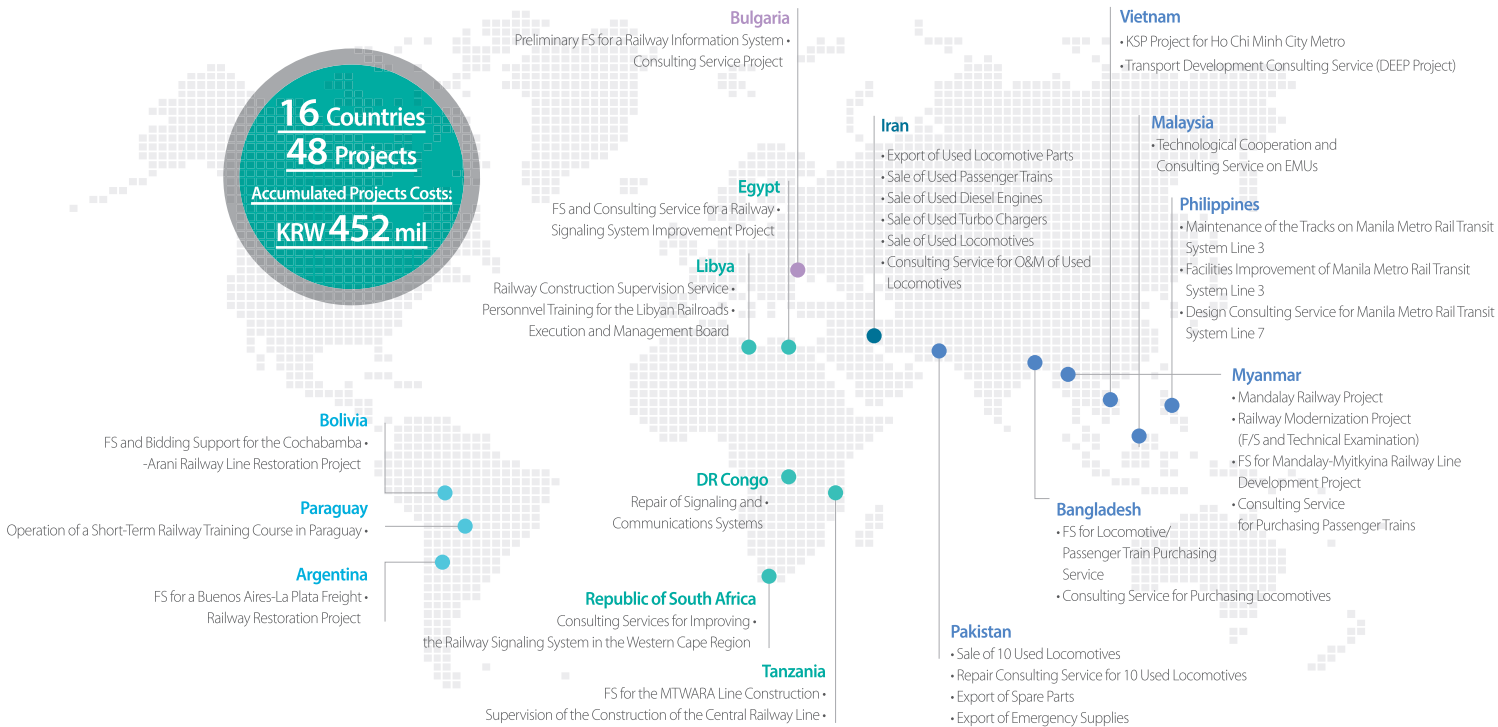 16 Countries
48 Projects
Accumulated Projects Costs:
KRW 452 mil
Bulgaria
Preliminary FS for a Railway Information System •
Consulting Service Project
Egypt
FS and Consulting Service for a Railway •
Signaling System Improvement Project
Libya
Railway Construction Supervision Service •
Personnvel Training for the Libyan Railroads •
Execution and Management Board
Iran
• Export of Used Locomotive Parts
• Sale of Used Passenger Trains
• Sale of Used Diesel Engines
• Sale of Used Turbo Chargers
• Sale of Used Locomotives
• Consulting Service for O&M of Used
Locomotives
Vietnam
• KSP Project for Ho Chi Minh City Metro
• Transport Development Consulting Service (DEEP Project)
Malaysia
• Technological Cooperation and
Consulting Service on EMUs
Philippines
• Maintenance of the Tracks on Manila Metro Rail Transit
System Line 3
• Facilities Improvement of Manila Metro Rail Transit
System Line 3
• Design Consulting Service for Manila Metro Rail Transit
System Line 7
Myanmar
• Mandalay Railway Project
• Railway Modernization Project
(F/S and Technical Examination)
• FS for Mandalay-Myitkyina Railway Line
Development Project
• Consulting Service
for Purchasing Passenger Trains
Bolivia
FS and Bidding Support for the Cochabamba •
-Arani Railway Line Restoration Project
Paraguay
Operation of a Short-Term Railway Training Course in Paraguay •
Argentina
FS for a Buenos Aires-La Plata Freight •
Railway Restoration Project
DR Congo
Repair of Signaling and •
Communications Systems
Republic of South Africa
Consulting Services for Improving •
the Railway Signaling System in the Western Cape Region
Tanzania
FS for the MTWARA Line Construction •
Supervision of the Construction of the Central Railway Line •
Bangladesh
• FS for Locomotive/
Passenger Train Purchasing
Service
• Consulting Service for Purchasing Locomotives
Pakistan
• Sale of 10 Used Locomotives
• Repair Consulting Service for 10 Used Locomotives
• Export of Spare Parts
• Export of Emergency Supplies